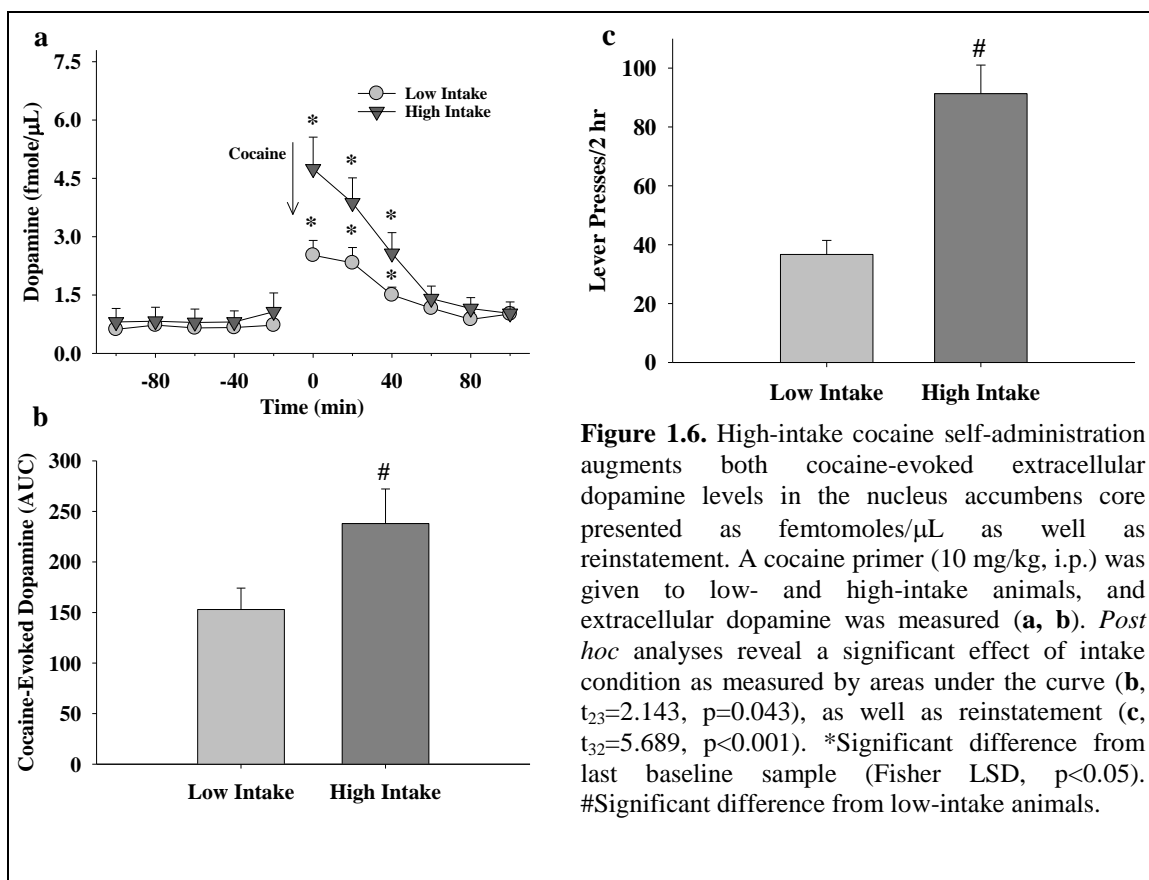 a
7.5
6.0
4.5
3.0
1.5
0.0
Dopamine (fmole/μL)
Low Intake
High Intake
Cocaine
*
*
*
*
*
*
-80
-40
0
40
80
Time (min)
b
300
250
200
150
100
50
0
Cocaine-Evoked Dopamine (AUC)
#
Low Intake
High Intake
c
100
80
60
40
20
0
Lever Presses/2 hr
#
Low Intake
High Intake
Figure 1.6. High-intake cocaine self-administration
augments both cocaine-evoked extracellular
dopamine levels in the nucleus accumbens core
presented as femtomoles/μL as well as
reinstatement. A cocaine primer (10 mg/kg, i.p.) was
given to low- and high-intake animals, and
extracellular dopamine was measured (a, b). Post
hoc analyses reveal a significant effect of intake
condition as measured by areas under the curve (b,
t23=2.143, p=0.043), as well as reinstatement (c,
t32=5.689, p<0.001). *Significant difference from
last baseline sample (Fisher LSD, p<0.05).
#Significant difference from low-intake animals.